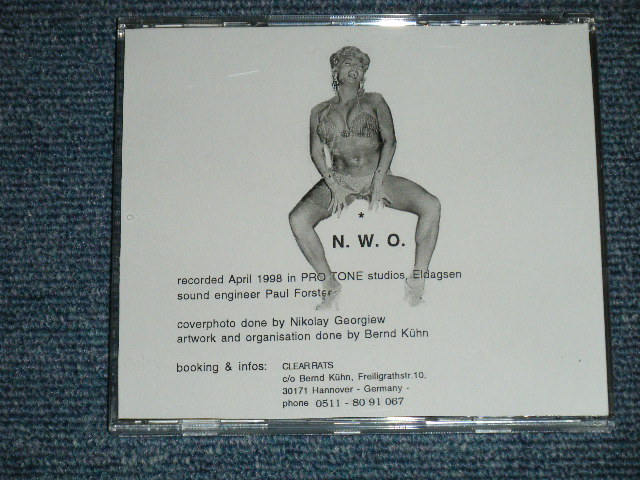 *
N. W. O.
recorded April 1998 in PRO TONE studios, Eldagsen
sound engineer Paul Forster
coverphoto done by Nikolay Georgiew
artwork and organisation done by Bernd Kühn
booking & infos: CLEAR RATS
c/o Bernd Kühn, Freiligrathstr.10,
30171 Hannover - Germany -
phone 0511 - 80 91 067